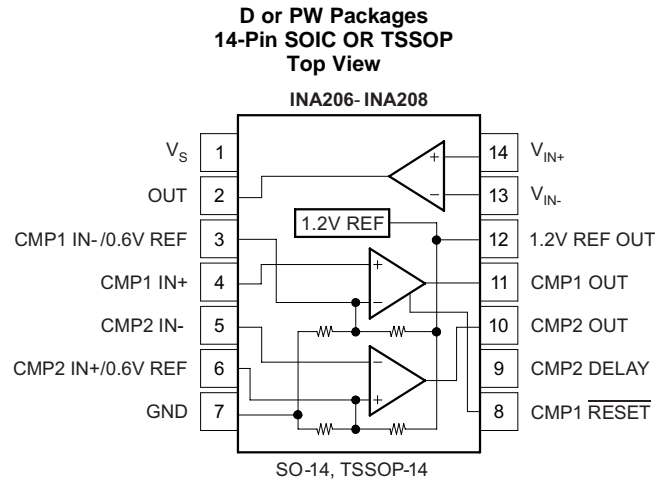 D or PW Packages
14-Pin SOIC OR TSSOP
Top View
INA206- INA208
VS 1
OUT 2
CMP1 IN- /0.6V REF 3
CMP1 IN+ 4
CMP2 IN- 5
CMP2 IN+/0.6V REF 6
GND 7
1.2V REF
+
−
+
−
−
+
14 VIN+
13 VIN-
12 1.2V REF OUT
11 CMP1 OUT
10 CMP2 OUT
9 CMP2 DELAY
8 CMP1 RESET
SO-14, TSSOP-14